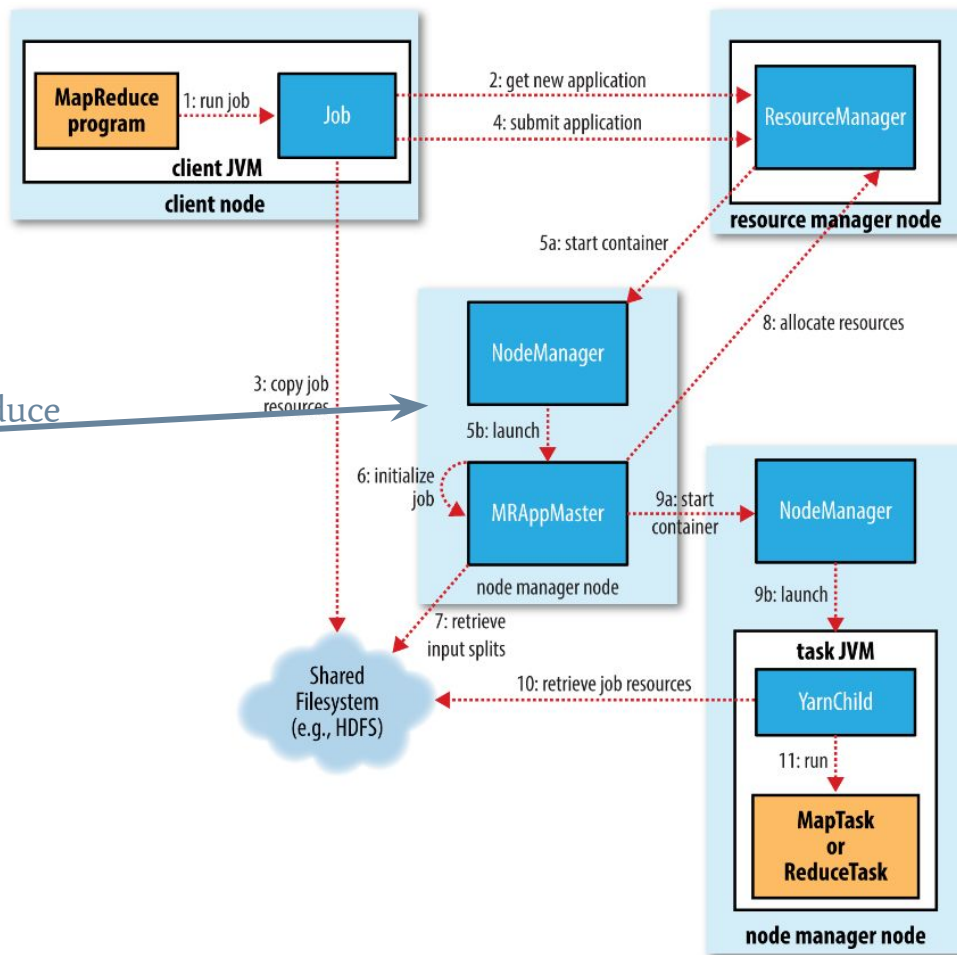 MapReduce
program
1: run job
Job
client JVM
client node
2: get new application
4: submit application
ResourceManager
resource manager node
5a: start container
8: allocate resources
3: copy job
resources
duce
NodeManager
5b: launch
6: initialize
job
MRAppMaster
node manager node
9a: start
container
NodeManager
9b: launch
7: retrieve
input splits
Shared
Filesystem
(e.g., HDFS)
10: retrieve job resources
task JVM
YarnChild
11: run
MapTask
or
ReduceTask
node manager node